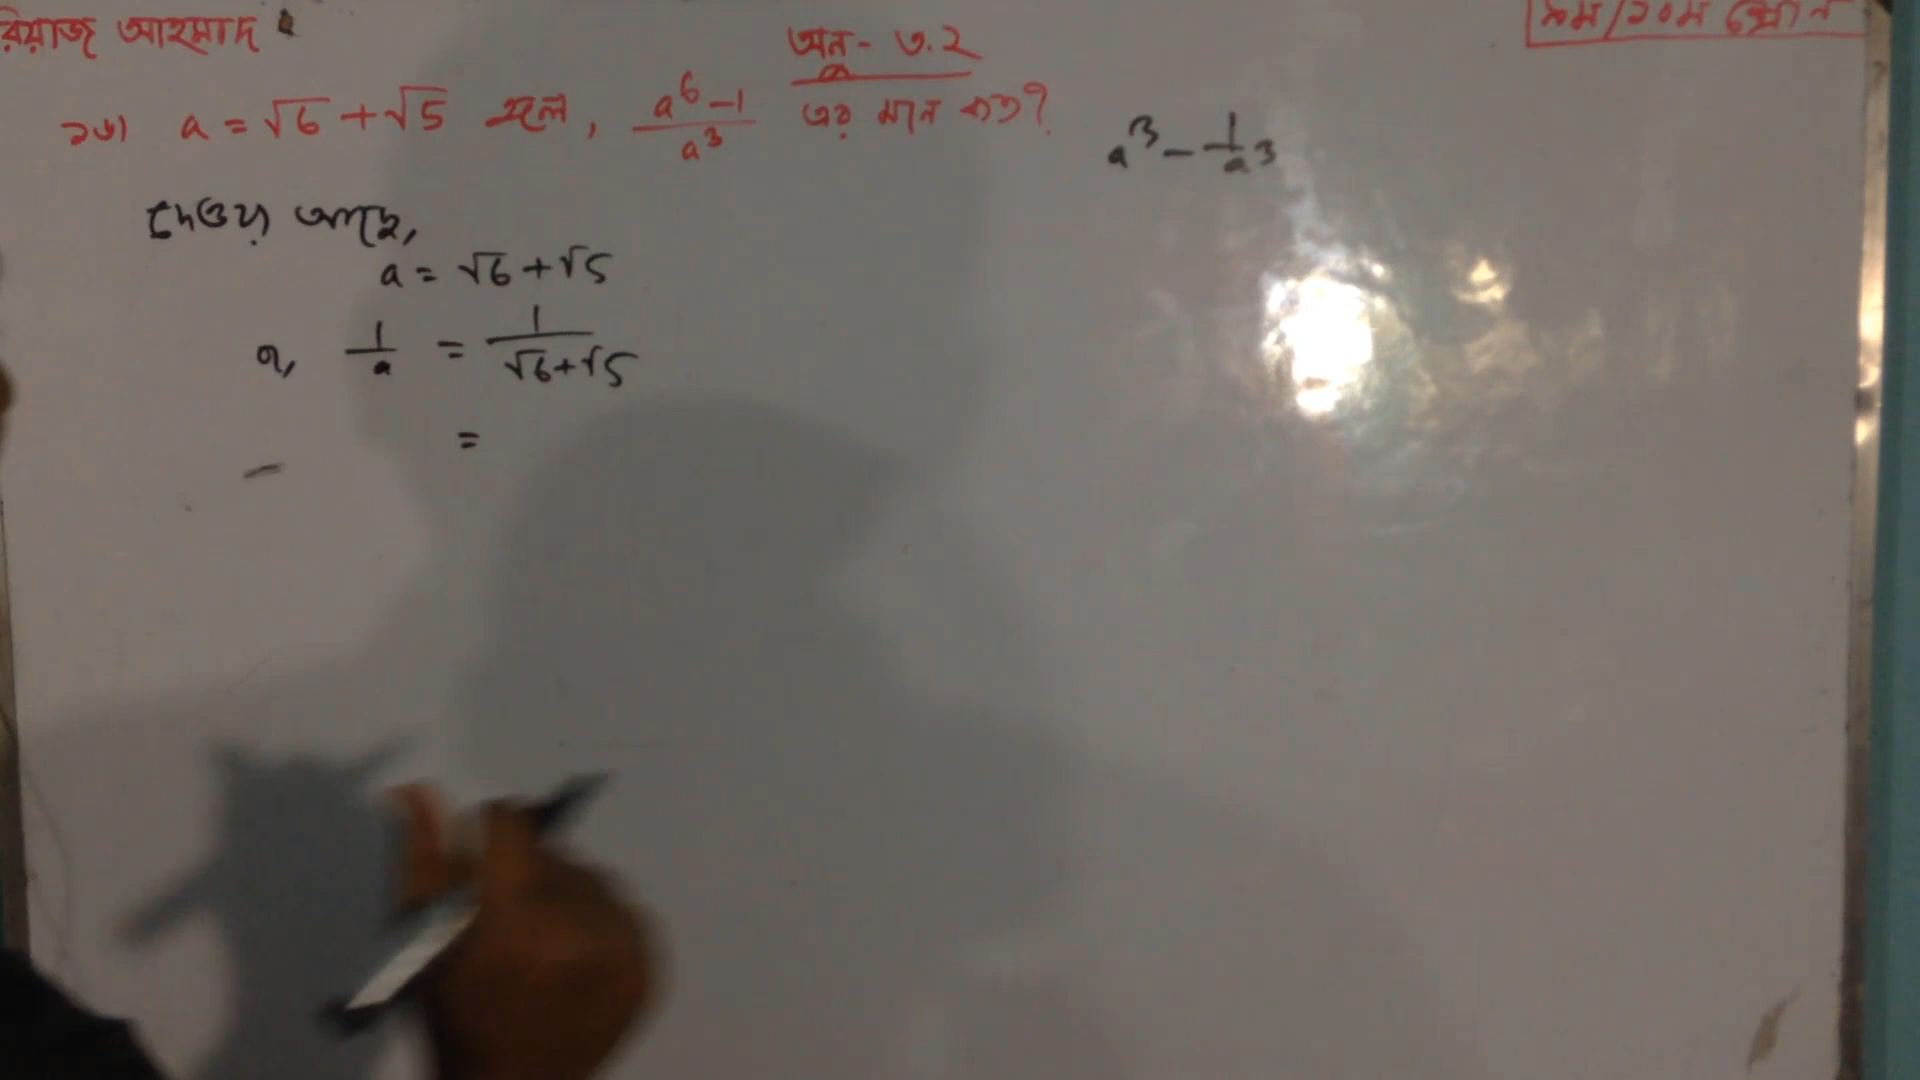 রিয়াজ আহমাদ
৯ম/১০ম শ্রেণি
অনু- ৩.২
১৬) a = √6 + √5 হলে, (a⁶ - 1)/a³ এর মান কত?
a³ - 1/a³
দেওয়া আছে,
a = √6 + √5
বা, 1/a = 1/(√6 + √5)
=